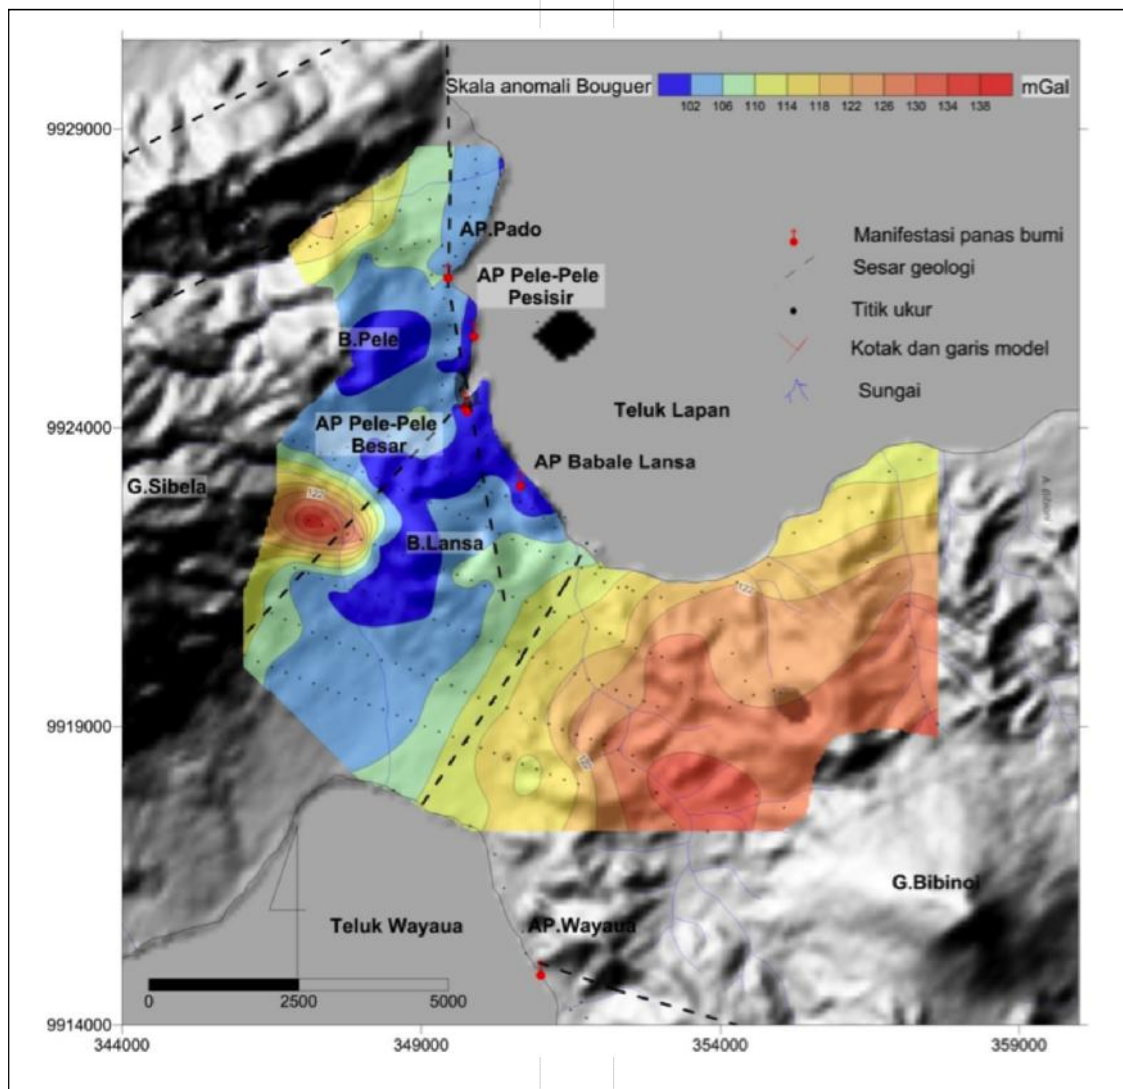 Skala anomali Bouguer
mGal
102 106 110 114 118 122 126 130 134 138
9929000
AP.Pado
Manifestasi panas bumi
AP Pele-Pele
Pesisir
Sesar geologi
Titik ukur
B.Pele
Kotak dan garis model
Sungai
Teluk Lapan
9924000
AP Pele-Pele
Besar
AP Babale Lansa
G.Sibela
122
B.Lansa
122
9919000
122
G.Bibinoi
Teluk Wayaua
AP.Wayaua
0
2500
5000
9914000
344000
349000
354000
359000